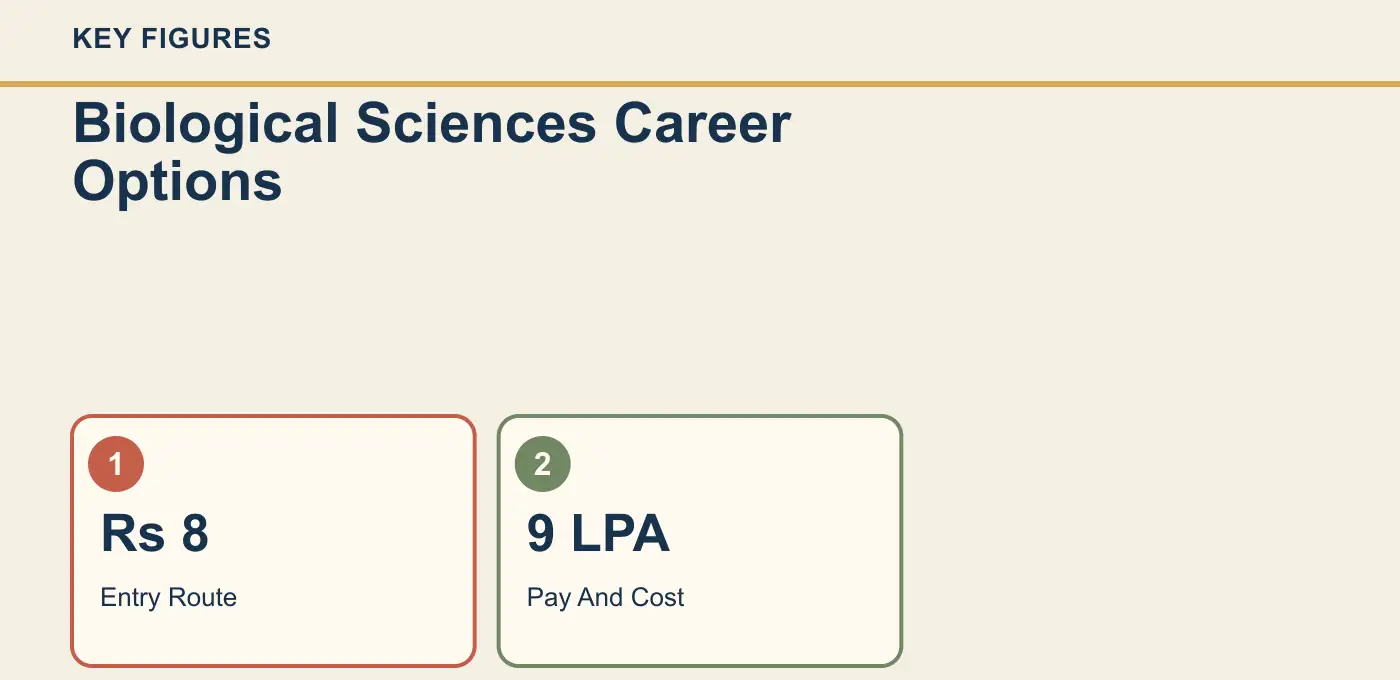 KEY FIGURES
Biological Sciences Career
Options
1
Rs 8
Entry Route
2
9 LPA
Pay And Cost